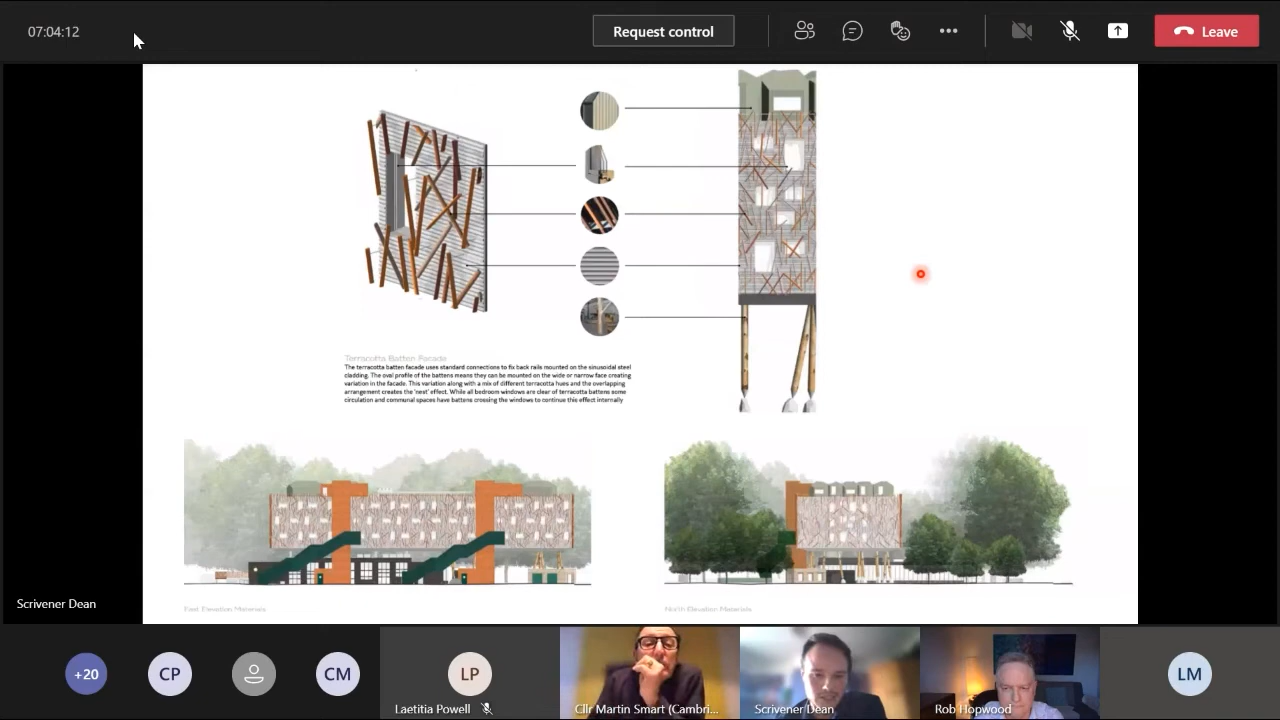 07:04:12
Request control
Leave
Terracotta Batten Facade
The terracotta batten facade uses standard connections to fix back rails mounted on the sinusoidal steel
cladding. The oval profile of the battens means they can be mounted on the wide or narrow face creating
variation in the facade. This variation along with a mix of different terracotta hues and the overlapping
arrangement creates the 'nest' effect. While all bedroom windows are clear of terracotta battens some
circulation and communal spaces have battens crossing the windows to continue this effect internally
East Elevation Materials
North Elevation Materials
Scrivener Dean
+20
CP
CM
LP
LM
Laetitia Powell
Cllr Martin Smart (Cambri...
Scrivener Dean
Rob Hopwood